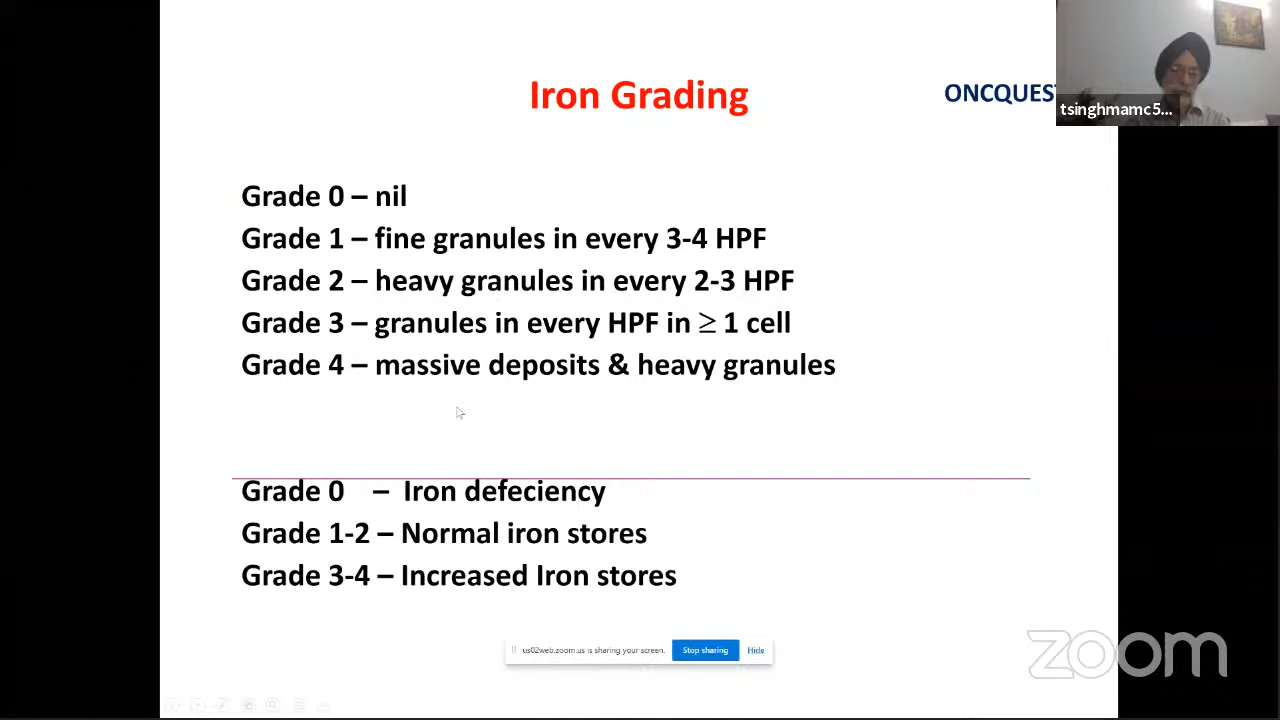 Iron Grading
ONCQUEST
tsinghmamc5...
Grade 0 – nil
Grade 1 – fine granules in every 3-4 HPF
Grade 2 – heavy granules in every 2-3 HPF
Grade 3 – granules in every HPF in ≥ 1 cell
Grade 4 – massive deposits & heavy granules
Grade 0 – Iron defeciency
Grade 1-2 – Normal iron stores
Grade 3-4 – Increased Iron stores
us02web.zoom.us is sharing your screen. Stop sharing Hide
zoom